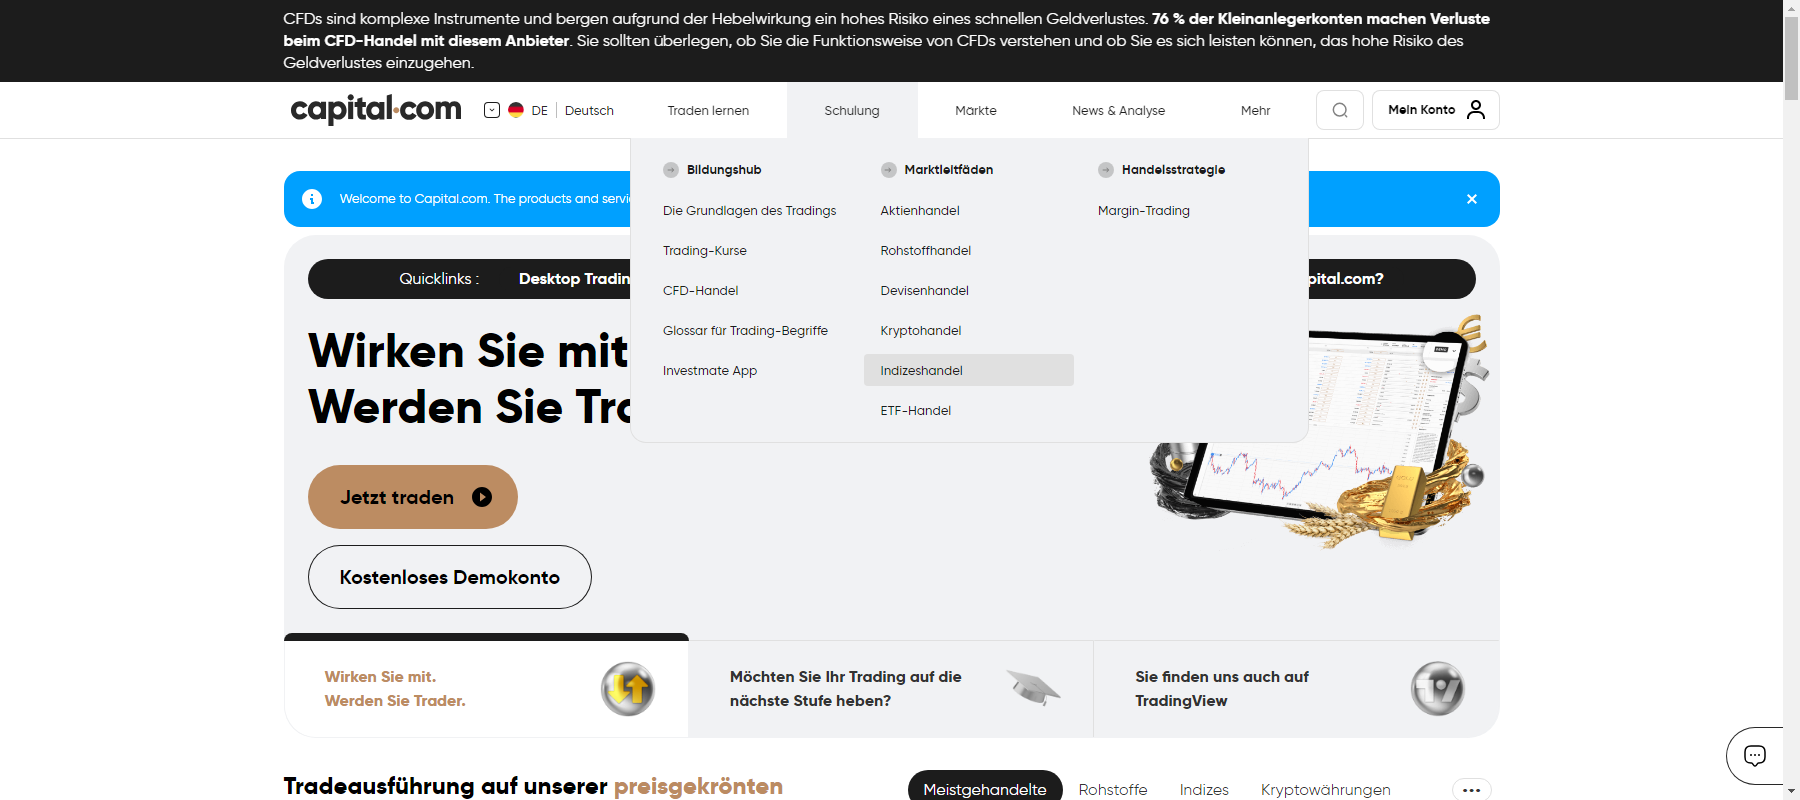 CFDs sind komplexe Instrumente und bergen aufgrund der Hebelwirkung ein hohes Risiko eines schnellen Geldverlustes. 76 % der Kleinanlegerkonten machen Verluste
beim CFD-Handel mit diesem Anbieter. Sie sollten überlegen, ob Sie die Funktionsweise von CFDs verstehen und ob Sie es sich leisten können, das hohe Risiko des
Geldverlustes einzugehen.
capital.com DE Deutsch Traden lernen Schulung Märkte News & Analyse Mehr Mein Konto
Bildungshub Marktleitfäden Handelsstrategie
Welcome to Capital.com. The products and servi
Die Grundlagen des Tradings Aktienhandel Margin-Trading
Trading-Kurse Rohstoffhandel
Quicklinks : Desktop Tradin pital.com?
CFD-Handel Devisenhandel
Glossar für Trading-Begriffe Kryptohandel
Investmate App Indizeshandel
ETF-Handel
Wirken Sie mit
Werden Sie Tra
Jetzt traden
Kostenloses Demokonto
Wirken Sie mit.
Werden Sie Trader.
Möchten Sie Ihr Trading auf die
nächste Stufe heben?
Sie finden uns auch auf
TradingView
Tradeausführung auf unserer preisgekrönten
Meistgehandelte Rohstoffe Indizes Kryptowährungen